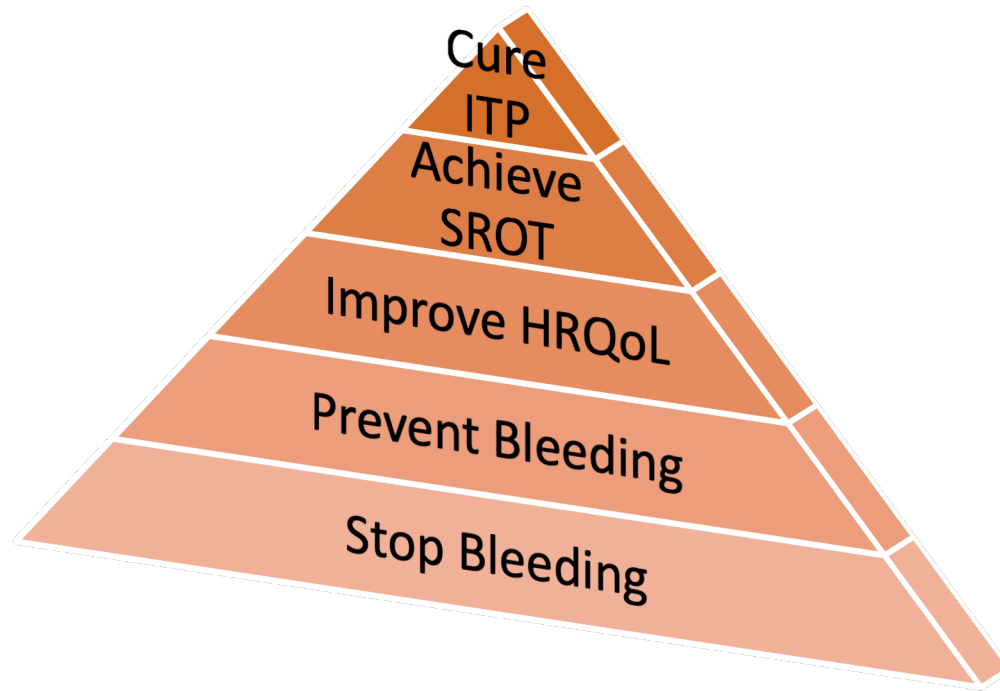 Cure
ITP
Achieve
SROT
Improve HRQoL
Prevent Bleeding
Stop Bleeding